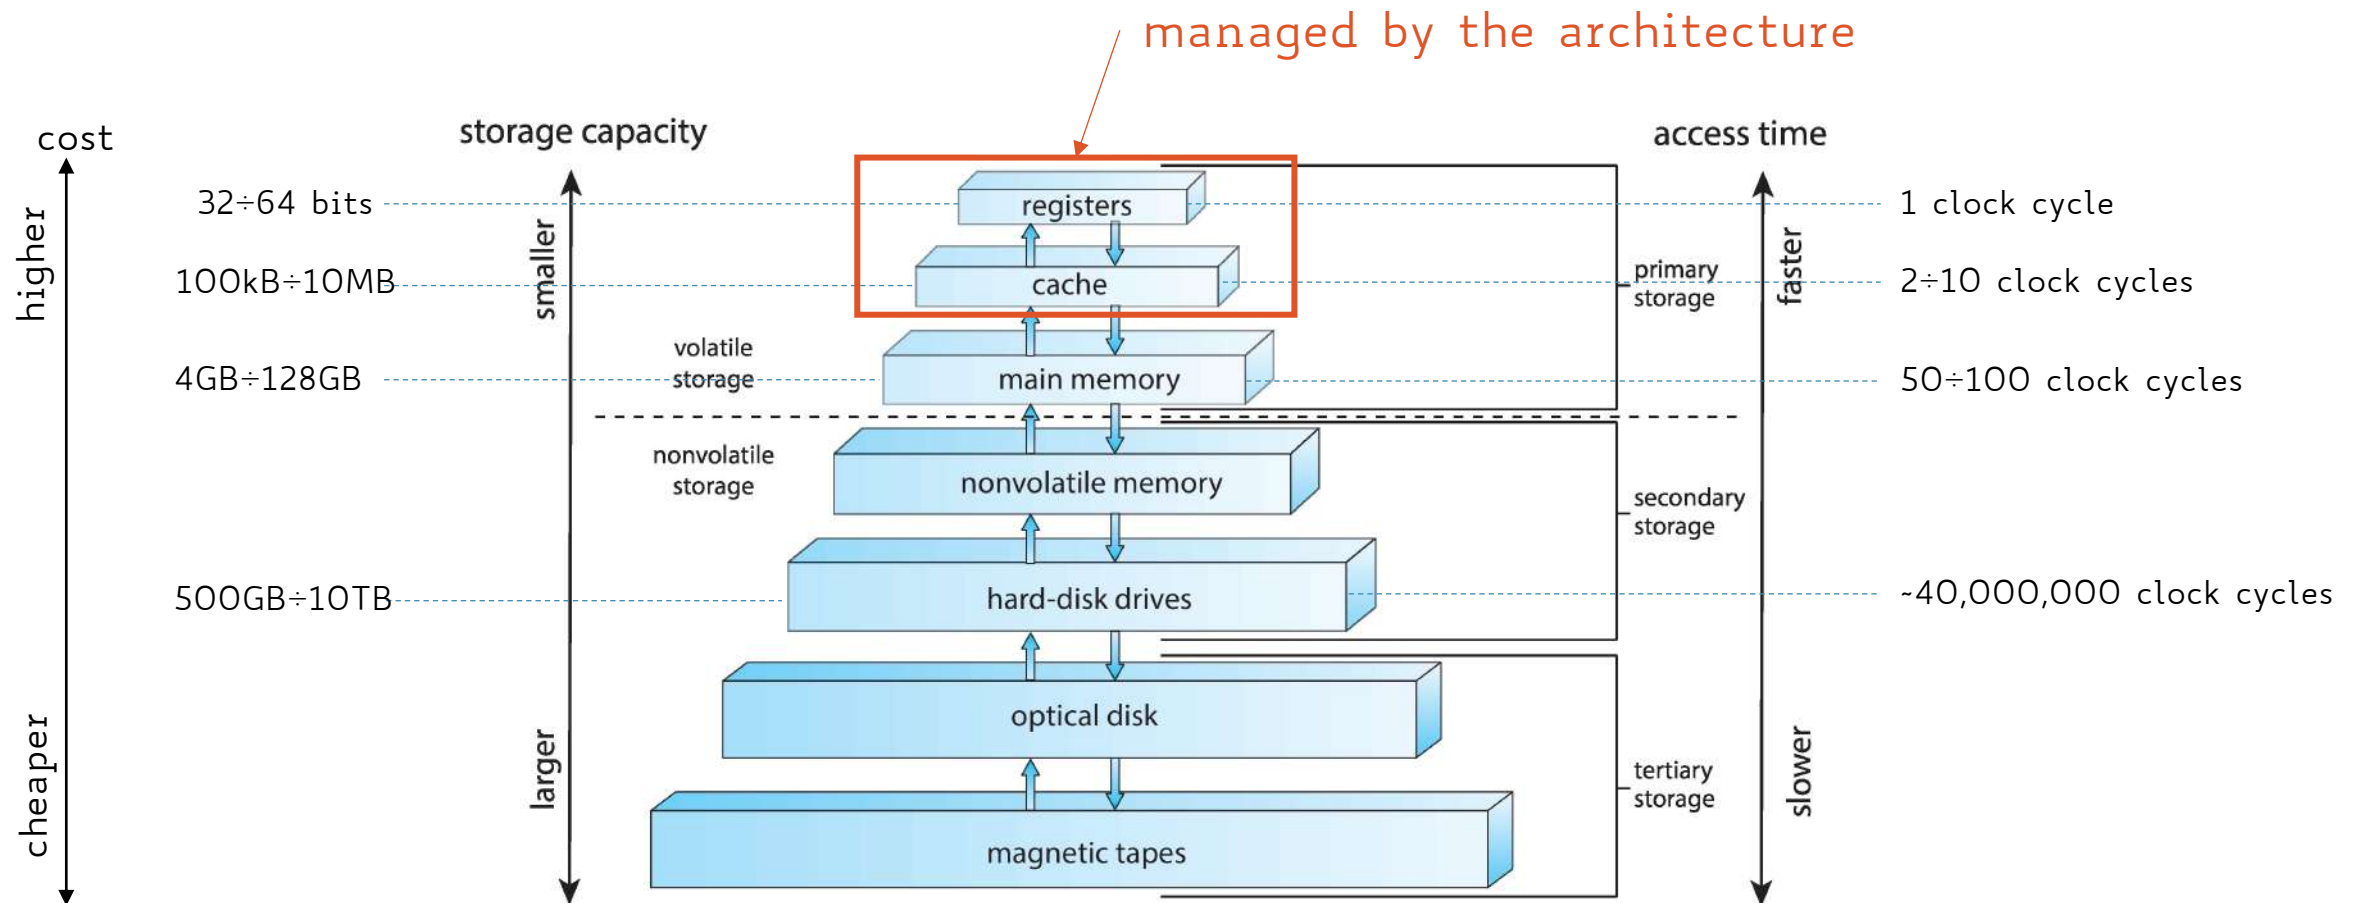 managed by the architecture
cost
storage capacity
access time
higher
cheaper
smaller
larger
faster
slower
32÷64 bits
registers
1 clock cycle
100kB÷10MB
cache
primary
storage
2÷10 clock cycles
volatile
storage
4GB÷128GB
main memory
50÷100 clock cycles
nonvolatile
storage
nonvolatile memory
secondary
storage
500GB÷10TB
hard-disk drives
~40,000,000 clock cycles
optical disk
tertiary
storage
magnetic tapes